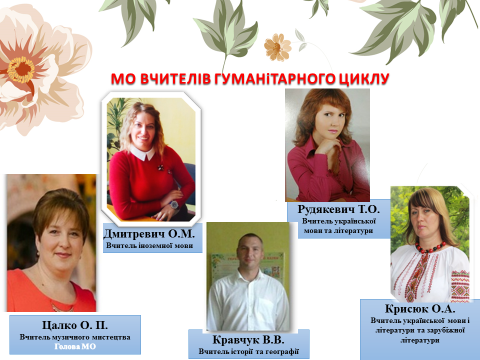 МО ВЧИТЕЛІВ ГУМАНІТАРНОГО ЦИКЛУ
Дмитревич О.М.
Вчитель іноземної мови
Рудякевич Т.О.
Вчитель української
мови та літератури
Цалко О. П.
Вчитель музичного мистецтва
Голова МО
Кравчук В.В.
Вчитель історії та географії
Крисюк О.А.
Вчитель української мови і
літератури та зарубіжної
літератури